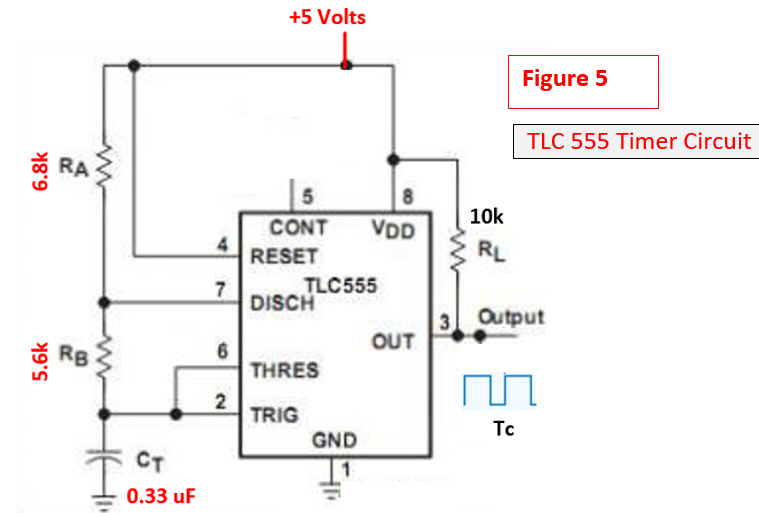 +5 Volts
Figure 5
TLC 555 Timer Circuit
6.8k
RA
5
8
10k
CONT
VDD
4
RESET
RL
7
TLC555
DISCH
3
Output
OUT
5.6k
RB
6
THRES
2
TRIG
Tc
GND
CT
1
0.33 uF